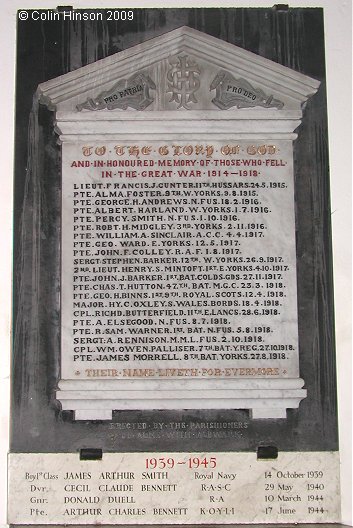 © Colin Hinson 2009
PRO PATRIA
PRO DEO
TO THE GLORY OF GOD
AND IN HONOURED MEMORY OF THOSE WHO FELL
IN THE GREAT WAR 1914-1918.
LIEUT. FRANCIS. J. GUNTER. 11TH HUSSARS. 24. 5. 1915.
PTE. ALMA. FOSTER. 9TH W. YORKS. 9. 8. 1915.
PTE. GEORGE. H. ANDREWS. N. FUS. 18. 2. 1916.
PTE. ALBERT. HARLAND. W. YORKS. 1. 7. 1916.
PTE. PERCY. SMITH. N. FUS. 1. 10. 1916.
PTE. ROBT. H. MIDGLEY. 3RD YORKS. 2. 11. 1916.
PTE. WILLIAM. A. SINCLAIR. A. C. C. 4. 4. 1917.
PTE. GEO. WARD. E. YORKS. 12. 5. 1917.
PTE. JOHN. F. COLLEY. R. A. F. 1. 8. 1917.
SERGT. STEPHEN. BARKER. 12TH W. YORKS. 26. 9. 1917.
2ND LIEUT. HENRY. S. MINTOFT. 1ST E. YORKS. 4. 10. 1917.
PTE. JOHN. J. BARKER. 1ST BAT. COLDS. GDS. 27. 11. 1917.
PTE. CHAS. T. HUTTON. 47TH BAT. M. G. C. 23. 3. 1918.
PTE. GEO. H. BINNS. 1ST 9TH ROYAL. SCOTS. 12. 4. 1918.
MAJOR. HY. C. OXLEY. S. WALES. BORDS. 18. 4. 1918.
CPL. RICHD. BUTTERFIELD. 11TH E. LANCS. 28. 6. 1918.
PTE. A. ELSEGOOD. N. FUS. 8. 7. 1918.
PTE. R. SAM. WARNER. 1ST BAT. N. FUS. 5. 8. 1918.
SERGT. A. RENNISON. M. M. L. FUS. 2. 10. 1918.
CPL. WM. OWEN. PALLISER. 7TH BAT. Y. REG. 27. 10. 1918.
PTE. JAMES MORRELL. 8TH BAT. YORKS. 27. 8. 1918.
THEIR NAME LIVETH FOR EVERMORE
ERECTED BY THE PARISHIONERS
1939-1945
Boy 1st Class JAMES ARTHUR SMITH Royal Navy 14 October 1939
Dvr. CECIL CLAUDE BENNETT R·A·S·C 29 May 1940
Gnr. DONALD DUELL R·A 10 March 1944
Pte. ARTHUR CHARLES BENNETT K·O·Y·L·I 17 June 1944